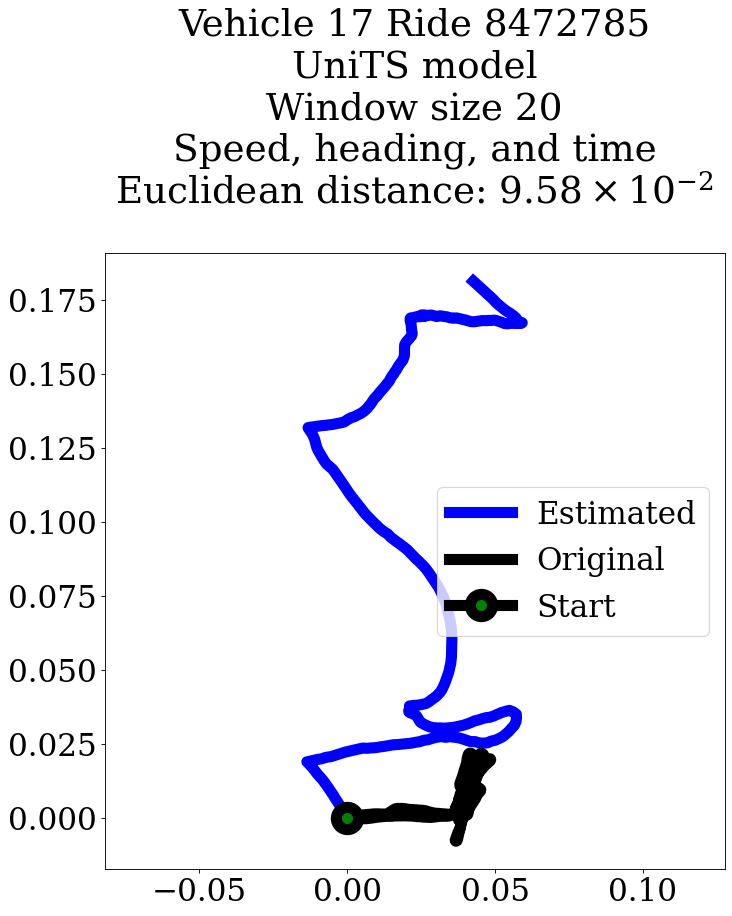 Vehicle 17 Ride 8472785
UniTS model
Window size 20
Speed, heading, and time
Euclidean distance: 9.58 × 10⁻²
0.175
0.150
0.125
0.100
0.075
0.050
0.025
0.000
Estimated
Original
Start
−0.05 0.00 0.05 0.10